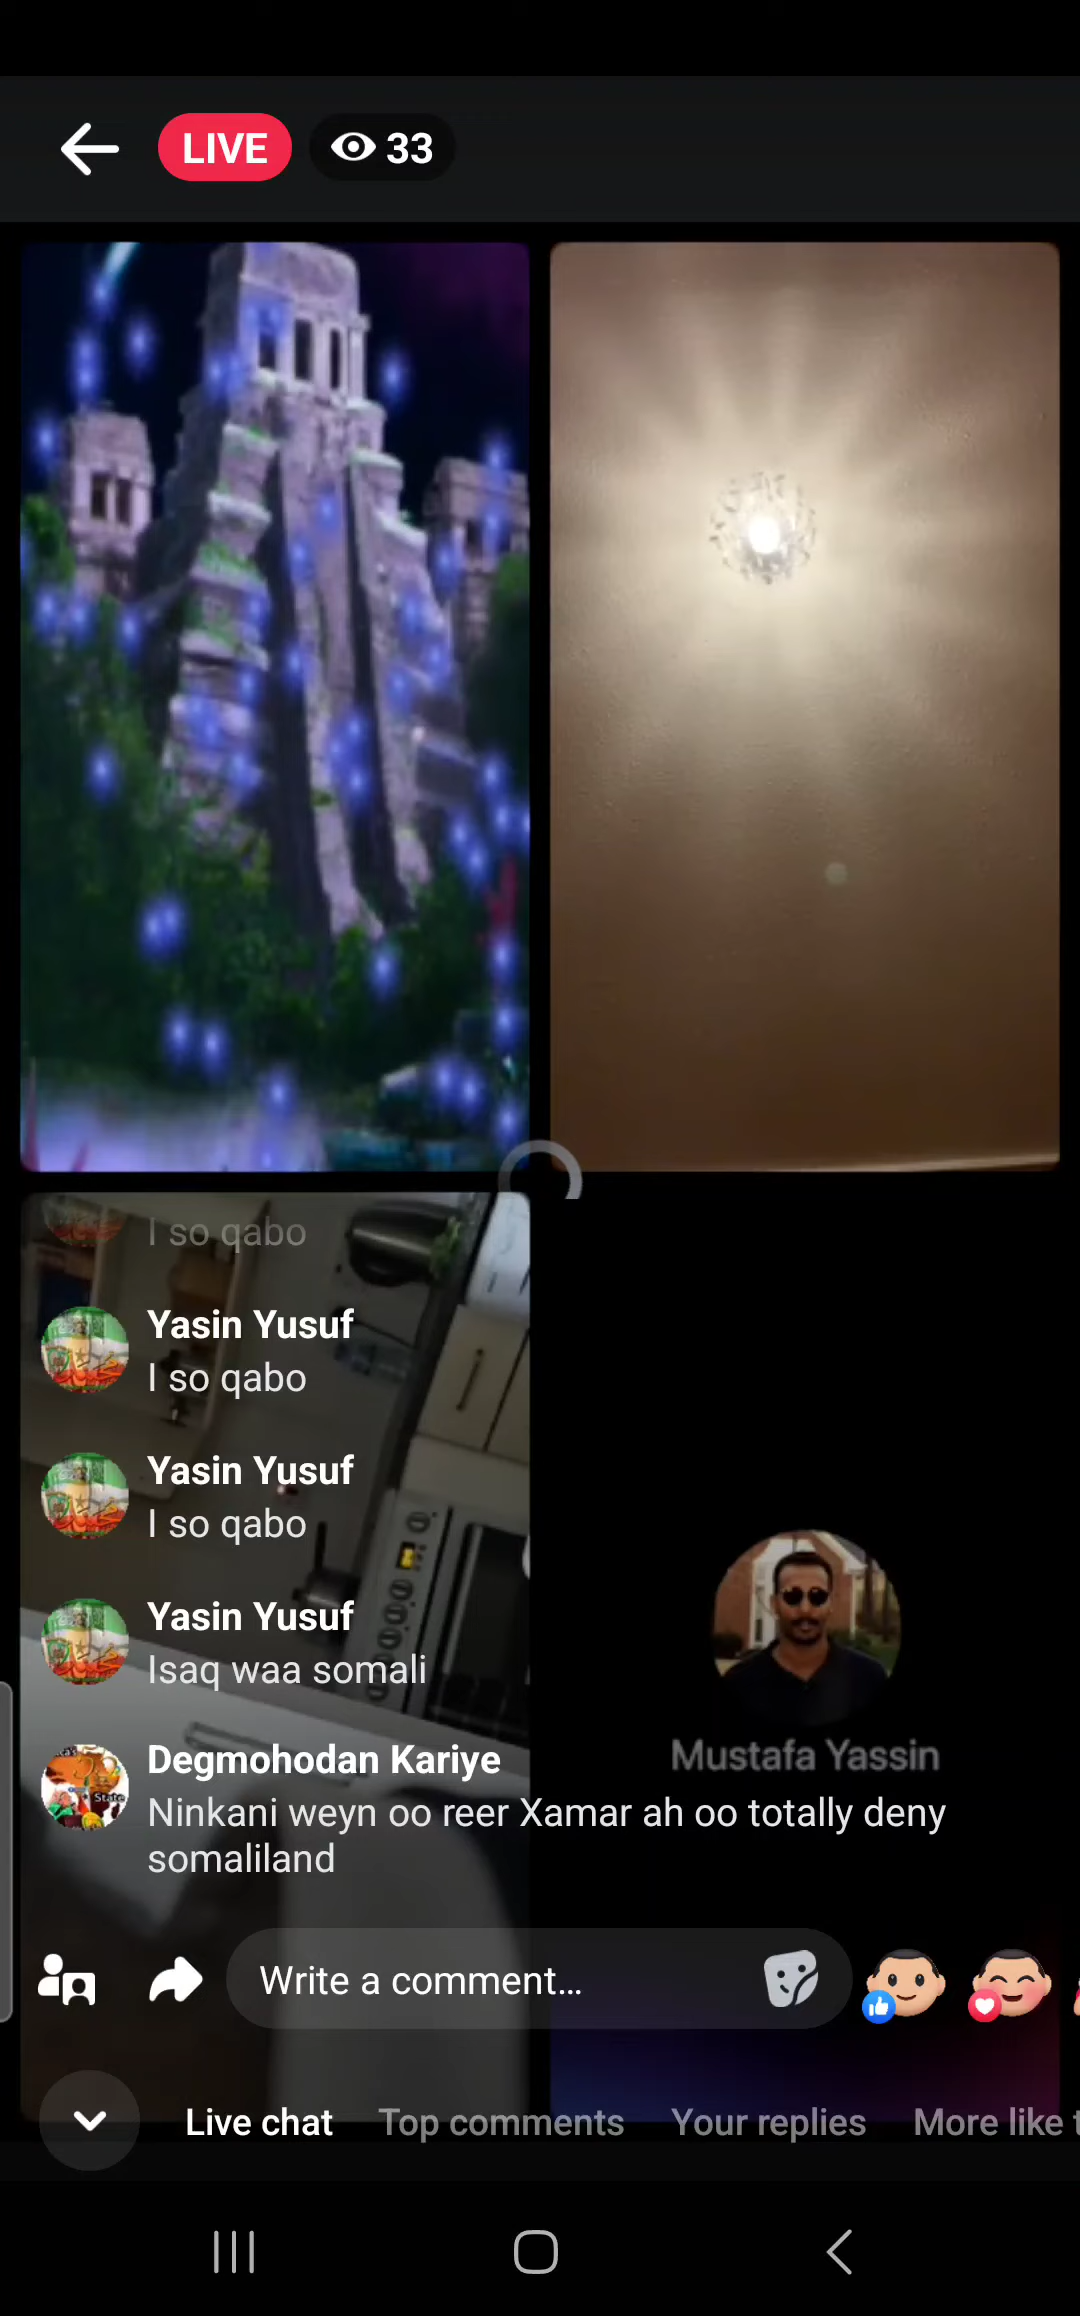 LIVE 33
I so qabo
Yasin Yusuf
I so qabo
Yasin Yusuf
I so qabo
Yasin Yusuf
Isaq waa somali
Mustafa Yassin
Degmohodan Kariye
Ninkani weyn oo reer Xamar ah oo totally deny
somaliland
Write a comment...
Live chat Top comments Your replies More like